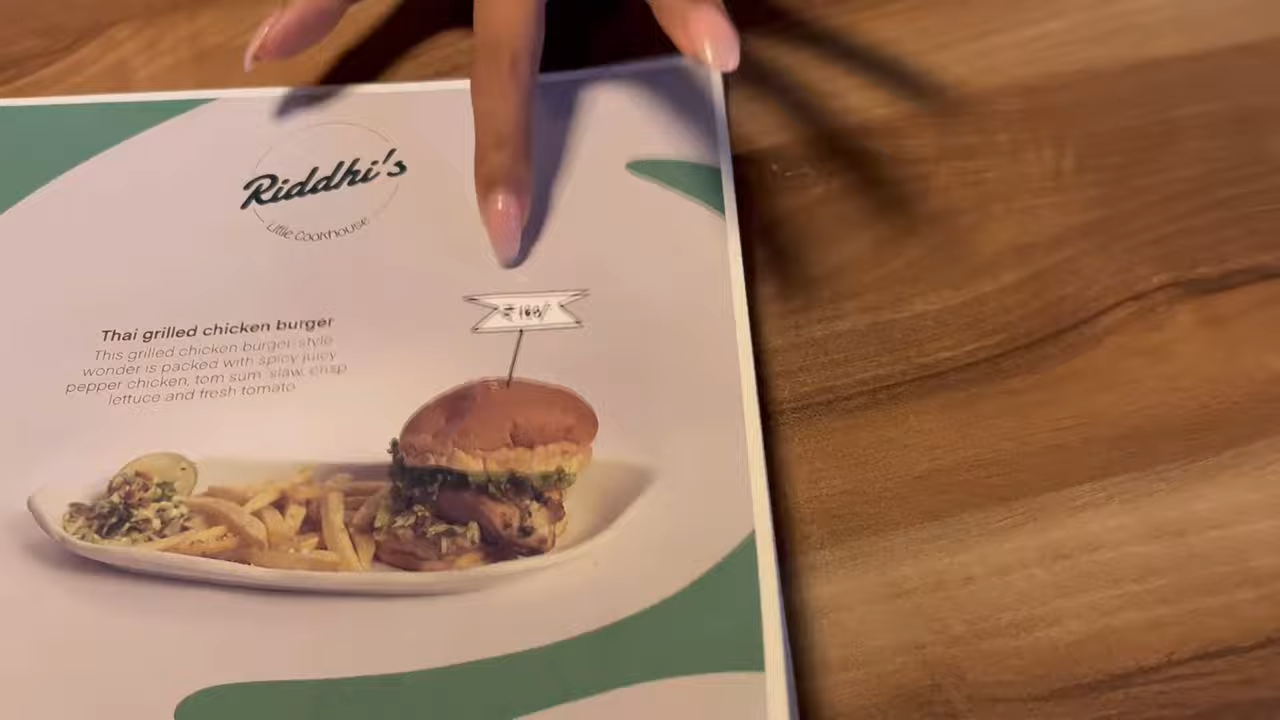 Riddhi's
Little Cookhouse
Thai grilled chicken burger
This grilled chicken burger-style
wonder is packed with spicy juicy
pepper chicken, tom sum slaw, crisp
lettuce and fresh tomato